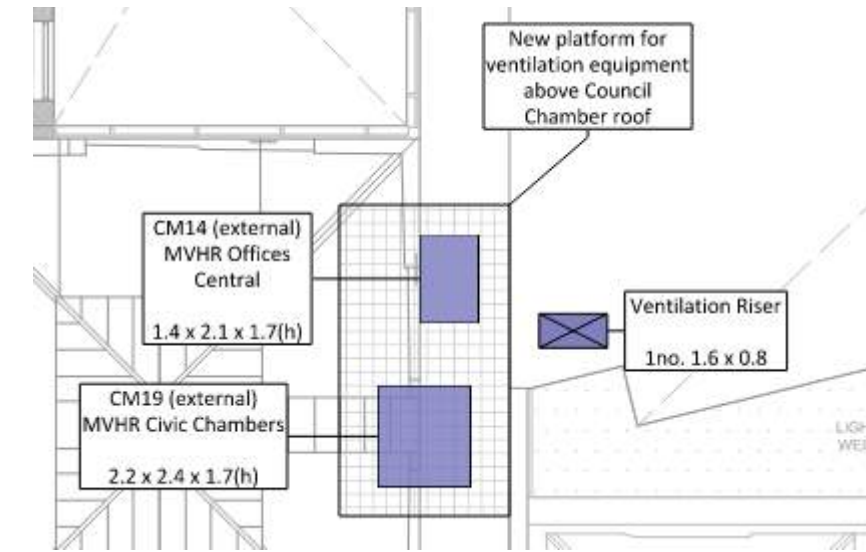 New platform for
ventilation equipment
above Council
Chamber roof
CM14 (external)
MVHR Offices
Central
1.4 x 2.1 x 1.7(h)
Ventilation Riser
1no. 1.6 x 0.8
CM19 (external)
MVHR Civic Chambers
2.2 x 2.4 x 1.7(h)